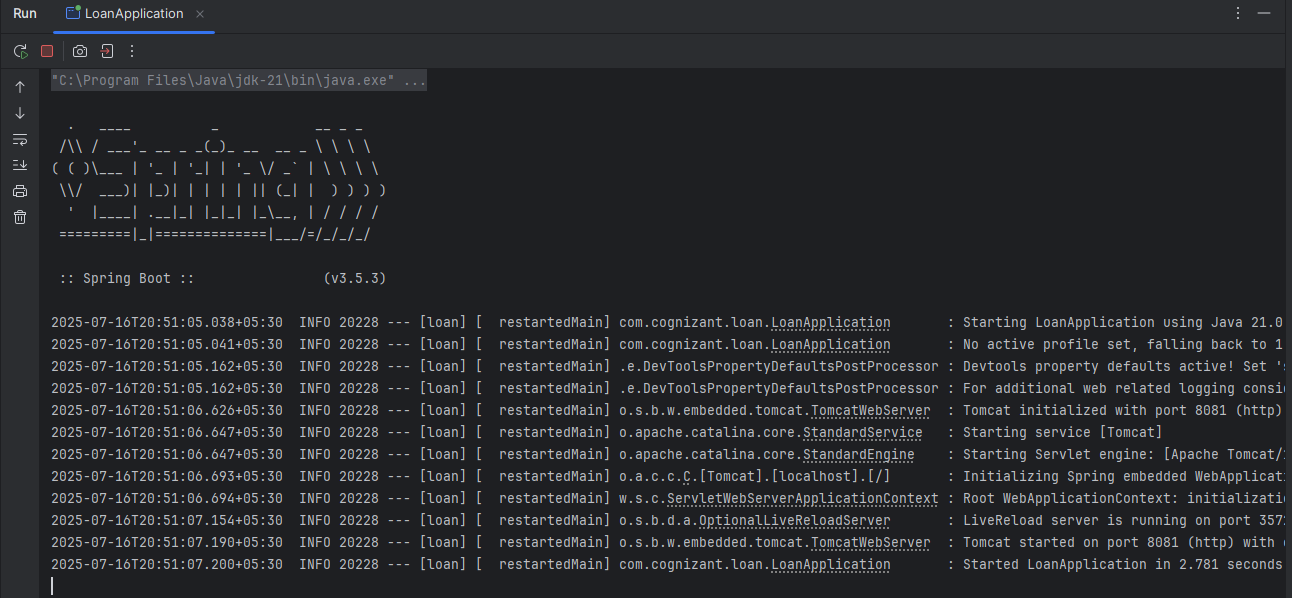 Run LoanApplication
"C:\Program Files\Java\jdk-21\bin\java.exe" ...
  .   ____          _            __ _ _
 /\\ / ___'_ __ _ _(_)_ __  __ _ \ \ \ \
( ( )\___ | '_ | '_| | '_ \/ _` | \ \ \ \
 \\/  ___)| |_)| | | | | || (_| |  ) ) ) )
  '  |____| .__|_| |_|_| |_\__, | / / / /
 =========|_|==============|___/=/_/_/_/
 :: Spring Boot ::                (v3.5.3)
2025-07-16T20:51:05.038+05:30  INFO 20228 --- [loan] [  restartedMain] com.cognizant.loan.LoanApplication       : Starting LoanApplication using Java 21.0
2025-07-16T20:51:05.041+05:30  INFO 20228 --- [loan] [  restartedMain] com.cognizant.loan.LoanApplication       : No active profile set, falling back to 1
2025-07-16T20:51:05.162+05:30  INFO 20228 --- [loan] [  restartedMain] .e.DevToolsPropertyDefaultsPostProcessor : Devtools property defaults active! Set '
2025-07-16T20:51:05.162+05:30  INFO 20228 --- [loan] [  restartedMain] .e.DevToolsPropertyDefaultsPostProcessor : For additional web related logging consi
2025-07-16T20:51:06.626+05:30  INFO 20228 --- [loan] [  restartedMain] o.s.b.w.embedded.tomcat.TomcatWebServer  : Tomcat initialized with port 8081 (http)
2025-07-16T20:51:06.647+05:30  INFO 20228 --- [loan] [  restartedMain] o.apache.catalina.core.StandardService   : Starting service [Tomcat]
2025-07-16T20:51:06.647+05:30  INFO 20228 --- [loan] [  restartedMain] o.apache.catalina.core.StandardEngine    : Starting Servlet engine: [Apache Tomcat/
2025-07-16T20:51:06.693+05:30  INFO 20228 --- [loan] [  restartedMain] o.a.c.c.C.[Tomcat].[localhost].[/]       : Initializing Spring embedded WebApplicat
2025-07-16T20:51:06.694+05:30  INFO 20228 --- [loan] [  restartedMain] w.s.c.ServletWebServerApplicationContext : Root WebApplicationContext: initializati
2025-07-16T20:51:07.154+05:30  INFO 20228 --- [loan] [  restartedMain] o.s.b.d.a.OptionalLiveReloadServer       : LiveReload server is running on port 357
2025-07-16T20:51:07.190+05:30  INFO 20228 --- [loan] [  restartedMain] o.s.b.w.embedded.tomcat.TomcatWebServer  : Tomcat started on port 8081 (http) with
2025-07-16T20:51:07.200+05:30  INFO 20228 --- [loan] [  restartedMain] com.cognizant.loan.LoanApplication       : Started LoanApplication in 2.781 seconds